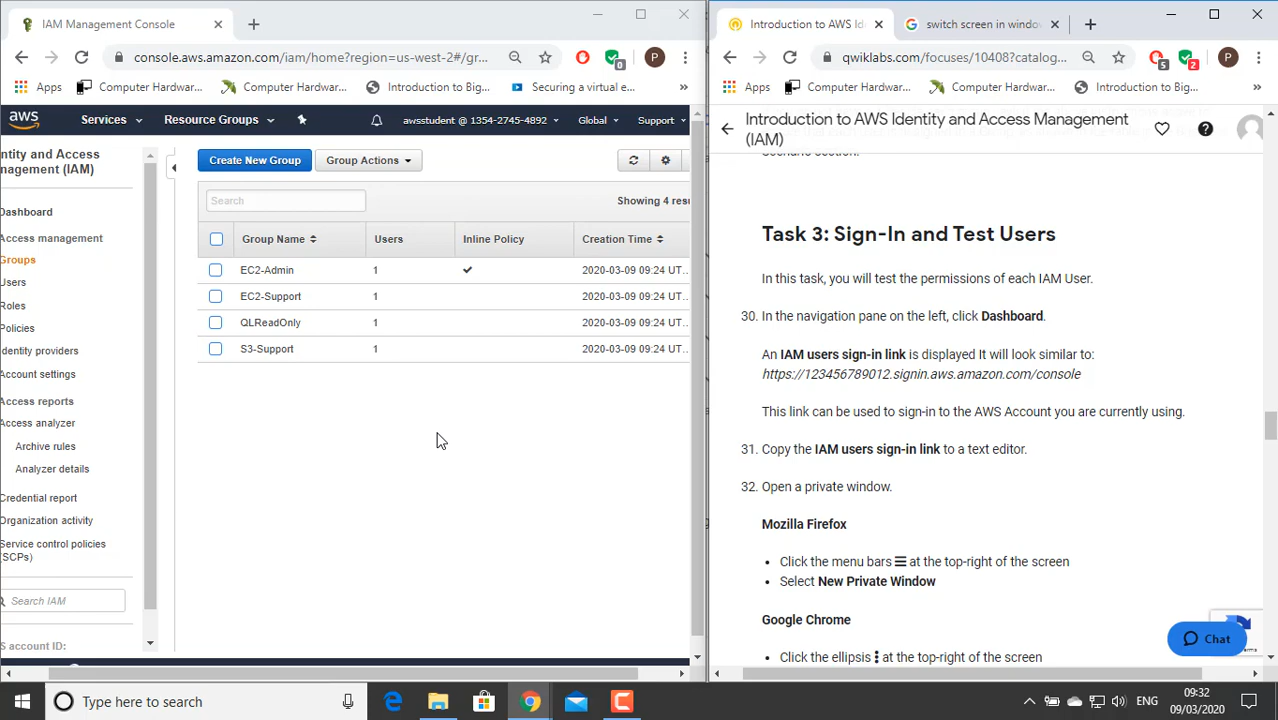 IAM Management Console
console.aws.amazon.com/iam/home?region=us-west-2#/gr...
0
P
Apps
Computer Hardwar...
Computer Hardwar...
Introduction to Big...
Securing a virtual e...
»
aws
Services
Resource Groups
awsstudent @ 1354-2745-4892
Global
Support
entity and Access
nagement (IAM)
Dashboard
Access management
Groups
Users
Roles
Policies
dentity providers
Account settings
Access reports
Access analyzer
Archive rules
Analyzer details
Credential report
Organization activity
Service control policies
(SCPs)
Search IAM
S account ID:
Create New Group
Group Actions
Search
Showing 4 resu
Group Name
Users
Inline Policy
Creation Time
EC2-Admin
1
2020-03-09 09:24 UT...
EC2-Support
1
2020-03-09 09:24 UT...
QLReadOnly
1
2020-03-09 09:24 UT...
S3-Support
1
2020-03-09 09:24 UT...
Introduction to AWS Id
switch screen in windo
qwiklabs.com/focuses/10408?catalog...
5
2
P
Apps
Computer Hardwar...
Computer Hardwar...
Introduction to Big...
»
Introduction to AWS Identity and Access Management
(IAM)
Scenario section.
Task 3: Sign-In and Test Users
In this task, you will test the permissions of each IAM User.
30. In the navigation pane on the left, click Dashboard.
An IAM users sign-in link is displayed It will look similar to:
https://123456789012.signin.aws.amazon.com/console
This link can be used to sign-in to the AWS Account you are currently using.
31. Copy the IAM users sign-in link to a text editor.
32. Open a private window.
Mozilla Firefox
• Click the menu bars ☰ at the top-right of the screen
• Select New Private Window
Google Chrome
• Click the ellipsis ⋮ at the top-right of the screen
Chat
Type here to search
ENG
09:32
09/03/2020